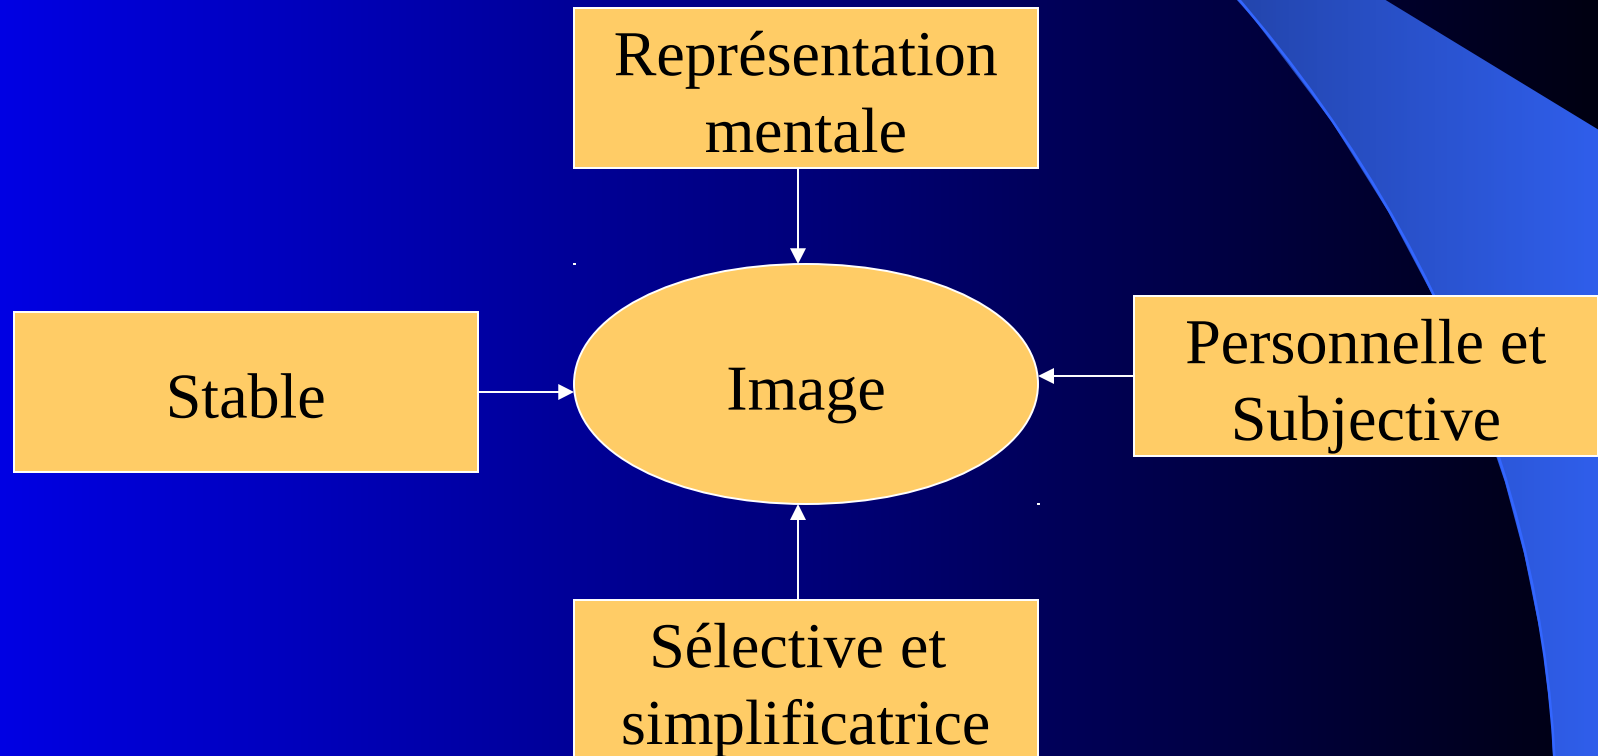 Représentation
mentale
Stable
Image
Personnelle et
Subjective
Sélective et
simplificatrice